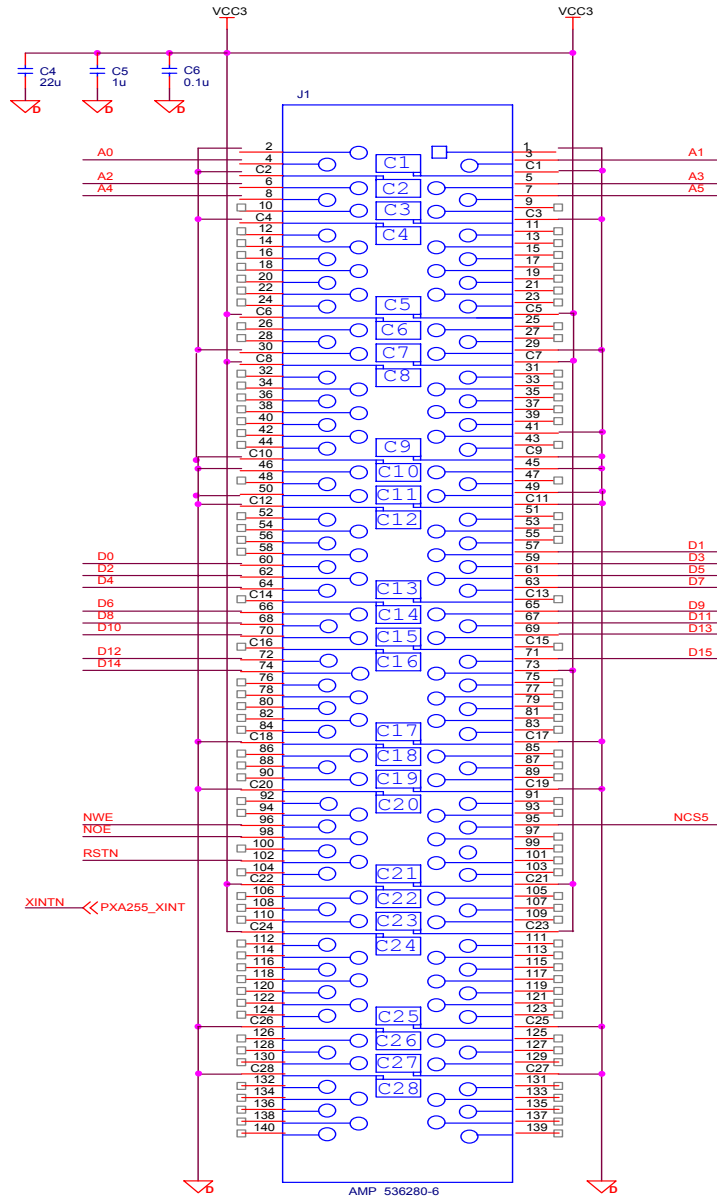 VCC3 VCC3
C4 C5 C6
22u 1u 0.1u
D D D
J1
2 1
A0 4 3 A1
C2 C1 C1
A2 6 5 A3
A4 8 C2 7 A5
10 9
C4 C3 C3
12 11
14 C4 13
16 15
18 17
20 19
22 21
24 23
C6 C5 C5
26 25
28 C6 27
30 29
C8 C7 C7
32 31
34 C8 33
36 35
38 37
40 39
42 41
44 43
C10 C9 C9
46 45
48 C10 47
50 49
C12 C11 C11
52 51
54 C12 53
56 55
58 57 D1
D0 60 59 D3
D2 62 61 D5
D4 64 63 D7
C14 C13 C13
D6 66 65 D9
D8 68 C14 67 D11
D10 70 69 D13
C16 C15 C15
D12 72 71 D15
D14 74 C16 73
76 75
78 77
80 79
82 81
84 83
C18 C17 C17
86 85
88 C18 87
90 89
C20 C19 C19
92 91
94 C20 93
NWE 96 95 NCS5
NOE 98 97
100 99
RSTN 102 101
104 103
C22 C21 C21
106 105
XINTN PXA255_XINT 108 C22 107
110 109
C24 C23 C23
112 111
114 C24 113
116 115
118 117
120 119
122 121
124 123
C26 C25 C25
126 125
128 C26 127
130 129
C28 C27 C27
132 131
134 C28 133
136 135
138 137
140 139
D D
AMP 536280-6